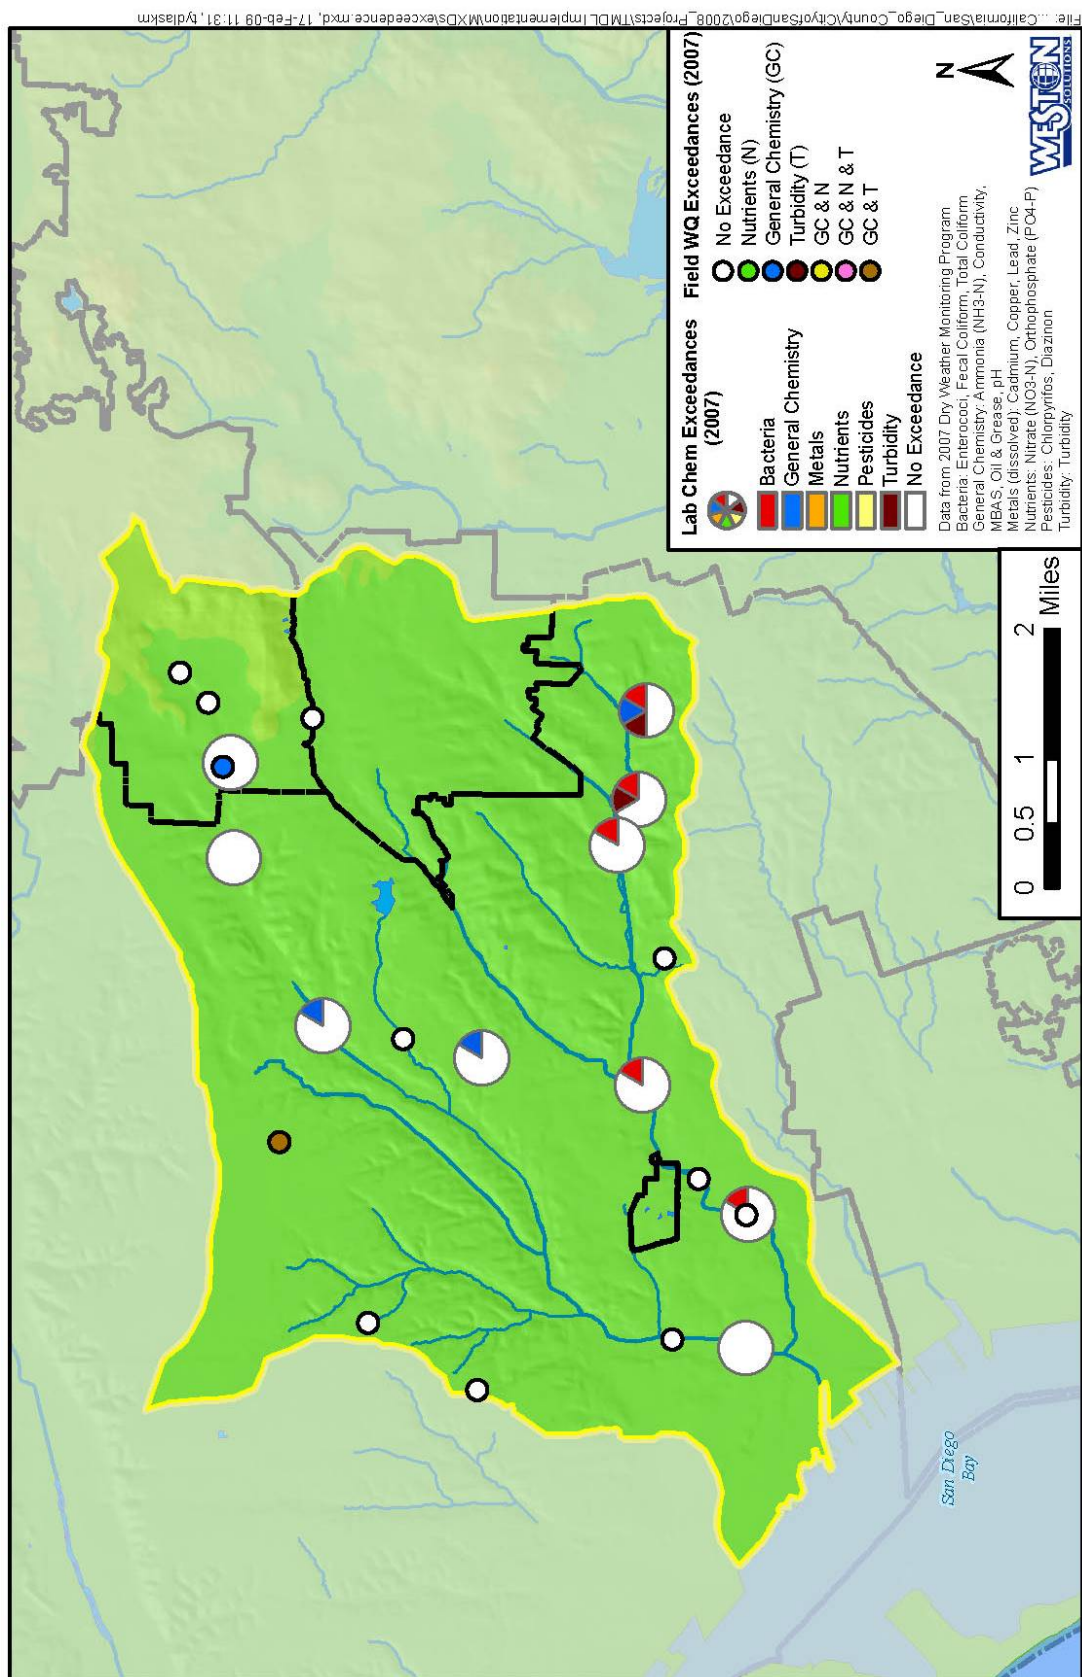 File:... California\San_Diego_County\CityofSanDiego\2008_Projects\TMDL Implementation\MXDs\exceedence.mxd, 17-Feb-09 11:31, tydlaskm
Lab Chem Exceedances
(2007)
Bacteria
General Chemistry
Metals
Nutrients
Pesticides
Turbidity
No Exceedance
Field WQ Exceedances (2007)
No Exceedance
Nutrients (N)
General Chemistry (GC)
Turbidity (T)
GC & N
GC & N & T
GC & T
Data from 2007 Dry Weather Monitoring Program
Bacteria: Enterococi, Fecal Coliform, Total Coliform
General Chemistry: Ammonia (NH3-N), Conductivity,
MBAS, Oil & Grease, pH
Metals (dissolved): Cadmium, Copper, Lead, Zinc
Nutrients: Nitrate (NO3-N), Orthophosphate (PO4-P)
Pesticides: Chlorpyrifos, Diazinon
Turbidity: Turbidity
N
WESTON
SOLUTIONS
0 0.5 1 2
Miles
San Diego
Bay